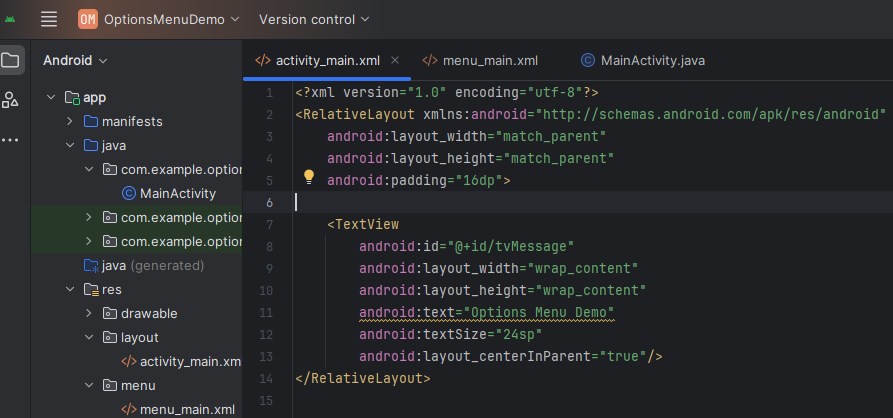 OM OptionsMenuDemo Version control
Android
app
manifests
java
com.example.option
MainActivity
com.example.option
com.example.option
java (generated)
res
drawable
layout
activity_main.xml
menu
menu_main.xml
activity_main.xml menu_main.xml MainActivity.java
1 <?xml version="1.0" encoding="utf-8"?>
2 <RelativeLayout xmlns:android="http://schemas.android.com/apk/res/android"
3 android:layout_width="match_parent"
4 android:layout_height="match_parent"
5 android:padding="16dp">
6
7 <TextView
8 android:id="@+id/tvMessage"
9 android:layout_width="wrap_content"
10 android:layout_height="wrap_content"
11 android:text="Options Menu Demo"
12 android:textSize="24sp"
13 android:layout_centerInParent="true"/>
14 </RelativeLayout>
15